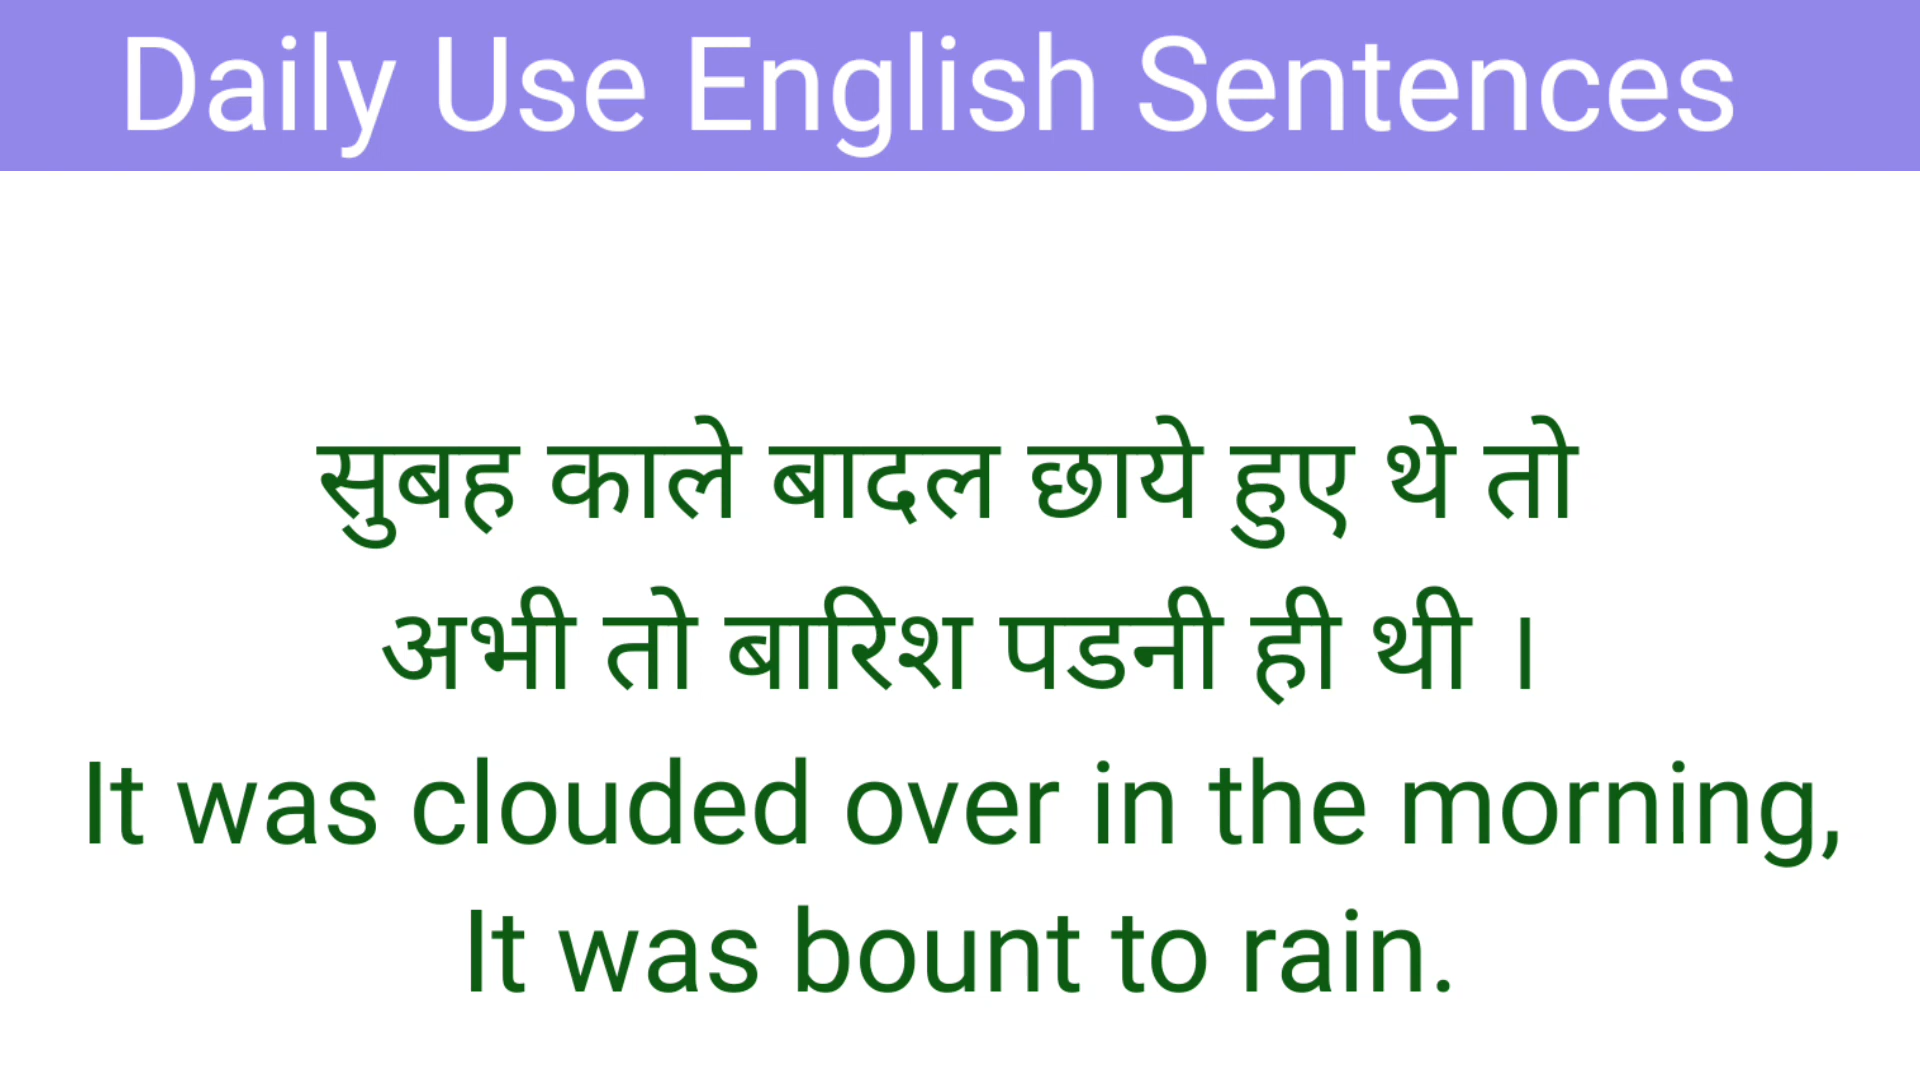 Daily Use English Sentences
सुबह काले बादल छाये हुए थे तो
अभी तो बारिश पडनी ही थी ।
It was clouded over in the morning,
It was bount to rain.